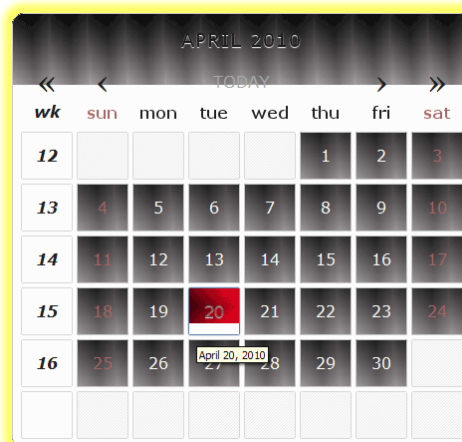 APRIL 2010
« ‹ TODAY › »
wk sun mon tue wed thu fri sat
12 1 2 3
13 4 5 6 7 8 9 10
14 11 12 13 14 15 16 17
15 18 19 20 21 22 23 24
16 25 26 27 28 29 30
April 20, 2010